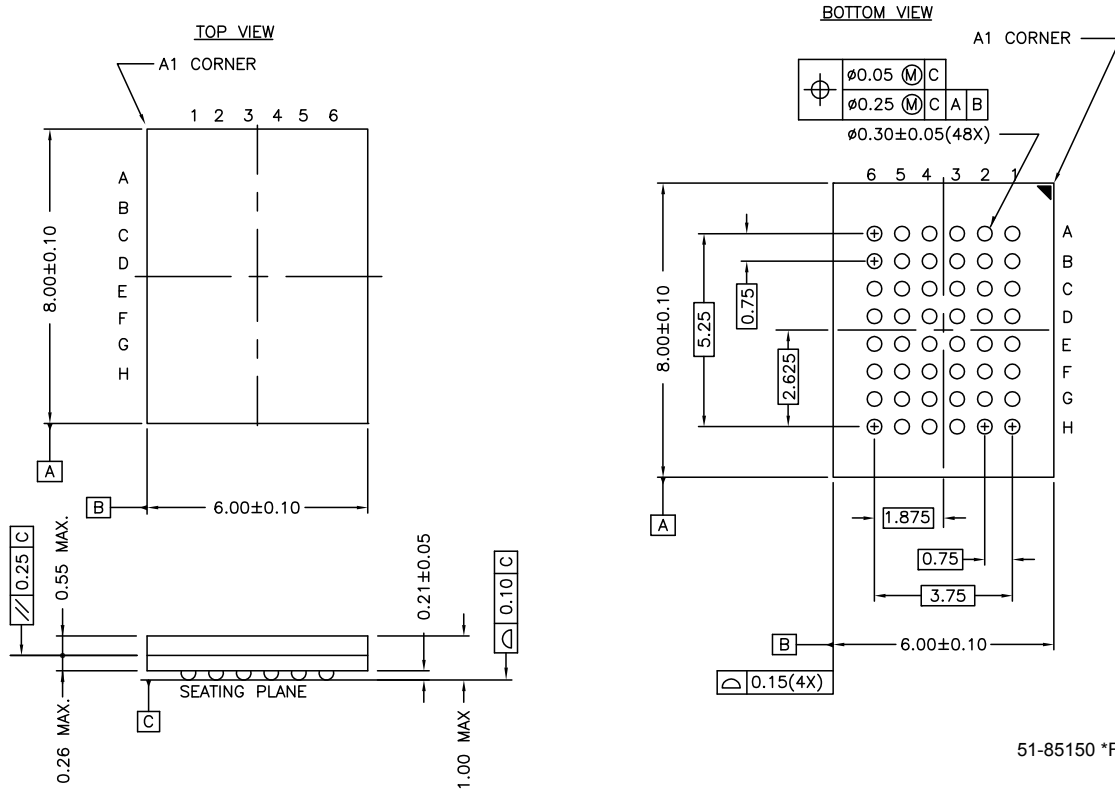 TOP VIEW
A1 CORNER
1 2 3 4 5 6
A
B
C
D
E
F
G
H
8.00±0.10
A
B
6.00±0.10
// 0.25 C
0.55 MAX.
0.21±0.05
0.10 C
SEATING PLANE
C
0.26 MAX.
1.00 MAX
BOTTOM VIEW
A1 CORNER
ø0.05 Ⓜ C
ø0.25 Ⓜ C A B
ø0.30±0.05(48X)
6 5 4 3 2 1
A
B
C
D
E
F
G
H
8.00±0.10
5.25
0.75
2.625
A
1.875
0.75
3.75
B
6.00±0.10
0.15(4X)
51-85150 *F